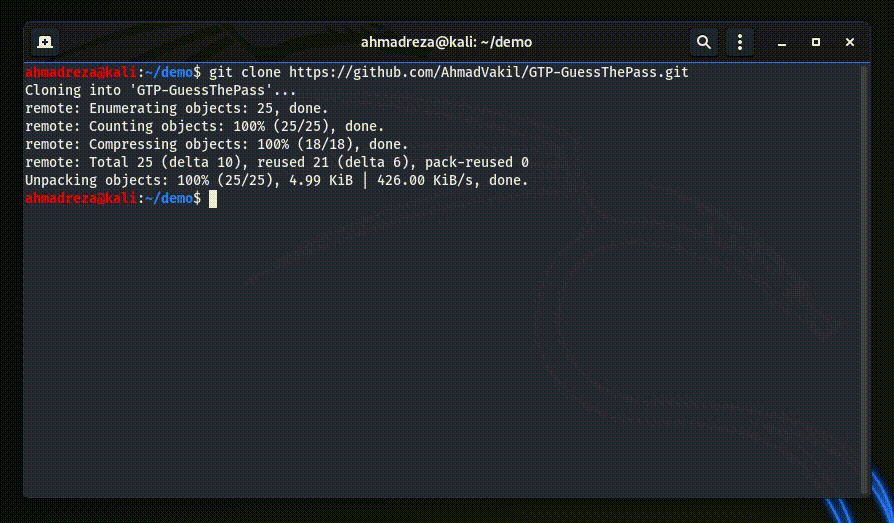 ahmadreza@kali: ~/demo
ahmadreza@kali:~/demo$ git clone https://github.com/AhmadVakil/GTP-GuessThePass.git
Cloning into 'GTP-GuessThePass'...
remote: Enumerating objects: 25, done.
remote: Counting objects: 100% (25/25), done.
remote: Compressing objects: 100% (18/18), done.
remote: Total 25 (delta 10), reused 21 (delta 6), pack-reused 0
Unpacking objects: 100% (25/25), 4.99 KiB | 426.00 KiB/s, done.
ahmadreza@kali:~/demo$